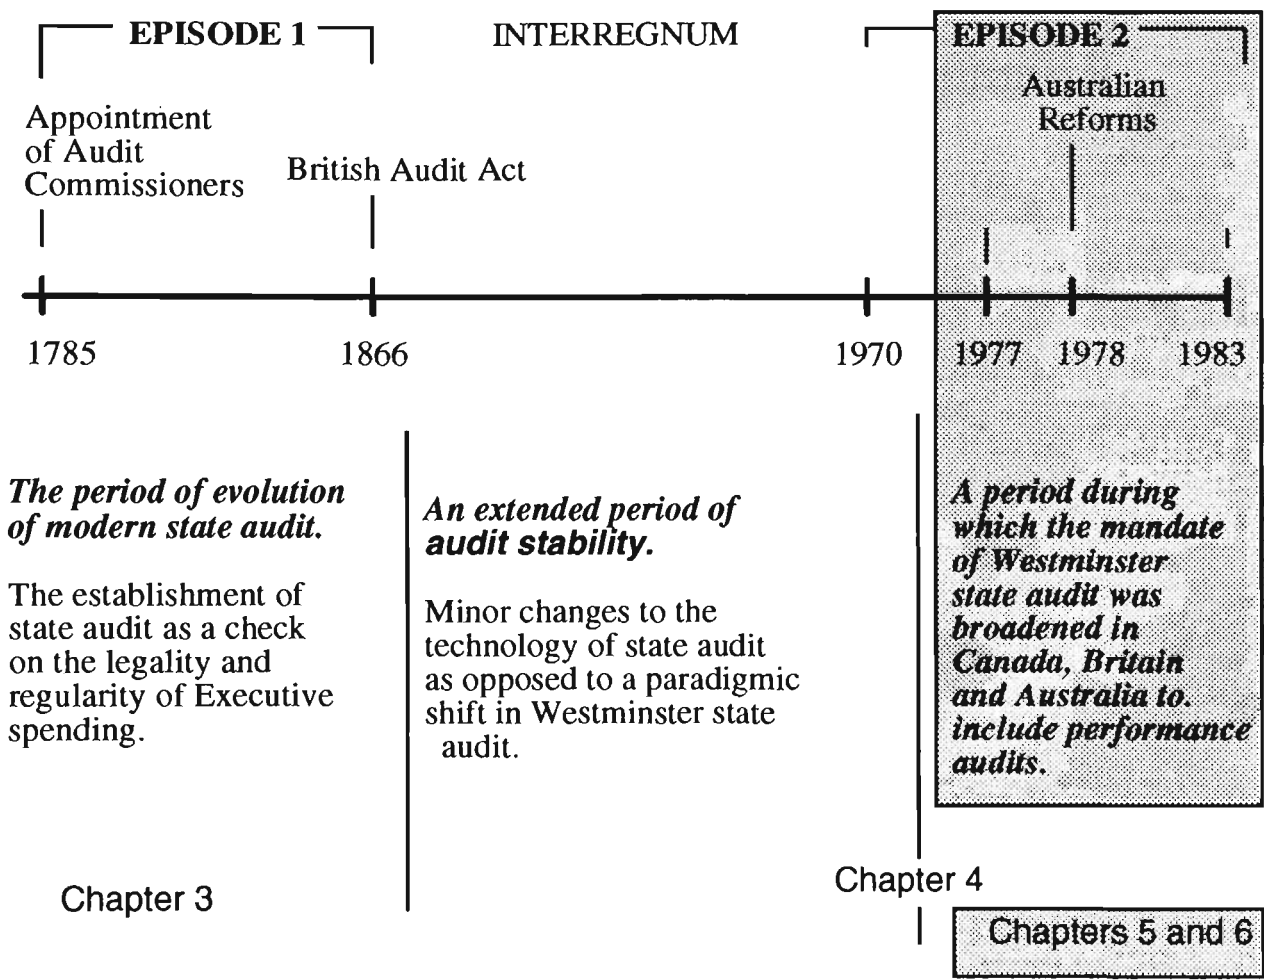 EPISODE 1
INTERREGNUM
EPISODE 2
Appointment
of Audit
Commissioners
British Audit Act
Australian
Reforms
1785
1866
1970
1977
1978
1983
The period of evolution
of modern state audit.
The establishment of
state audit as a check
on the legality and
regularity of Executive
spending.
Chapter 3
An extended period of
audit stability.
Minor changes to the
technology of state audit
as opposed to a paradigmic
shift in Westminster state
audit.
Chapter 4
A period during
which the mandate
of Westminster
state audit was
broadened in
Canada, Britain
and Australia to.
include performance
audits.
Chapters 5 and 6